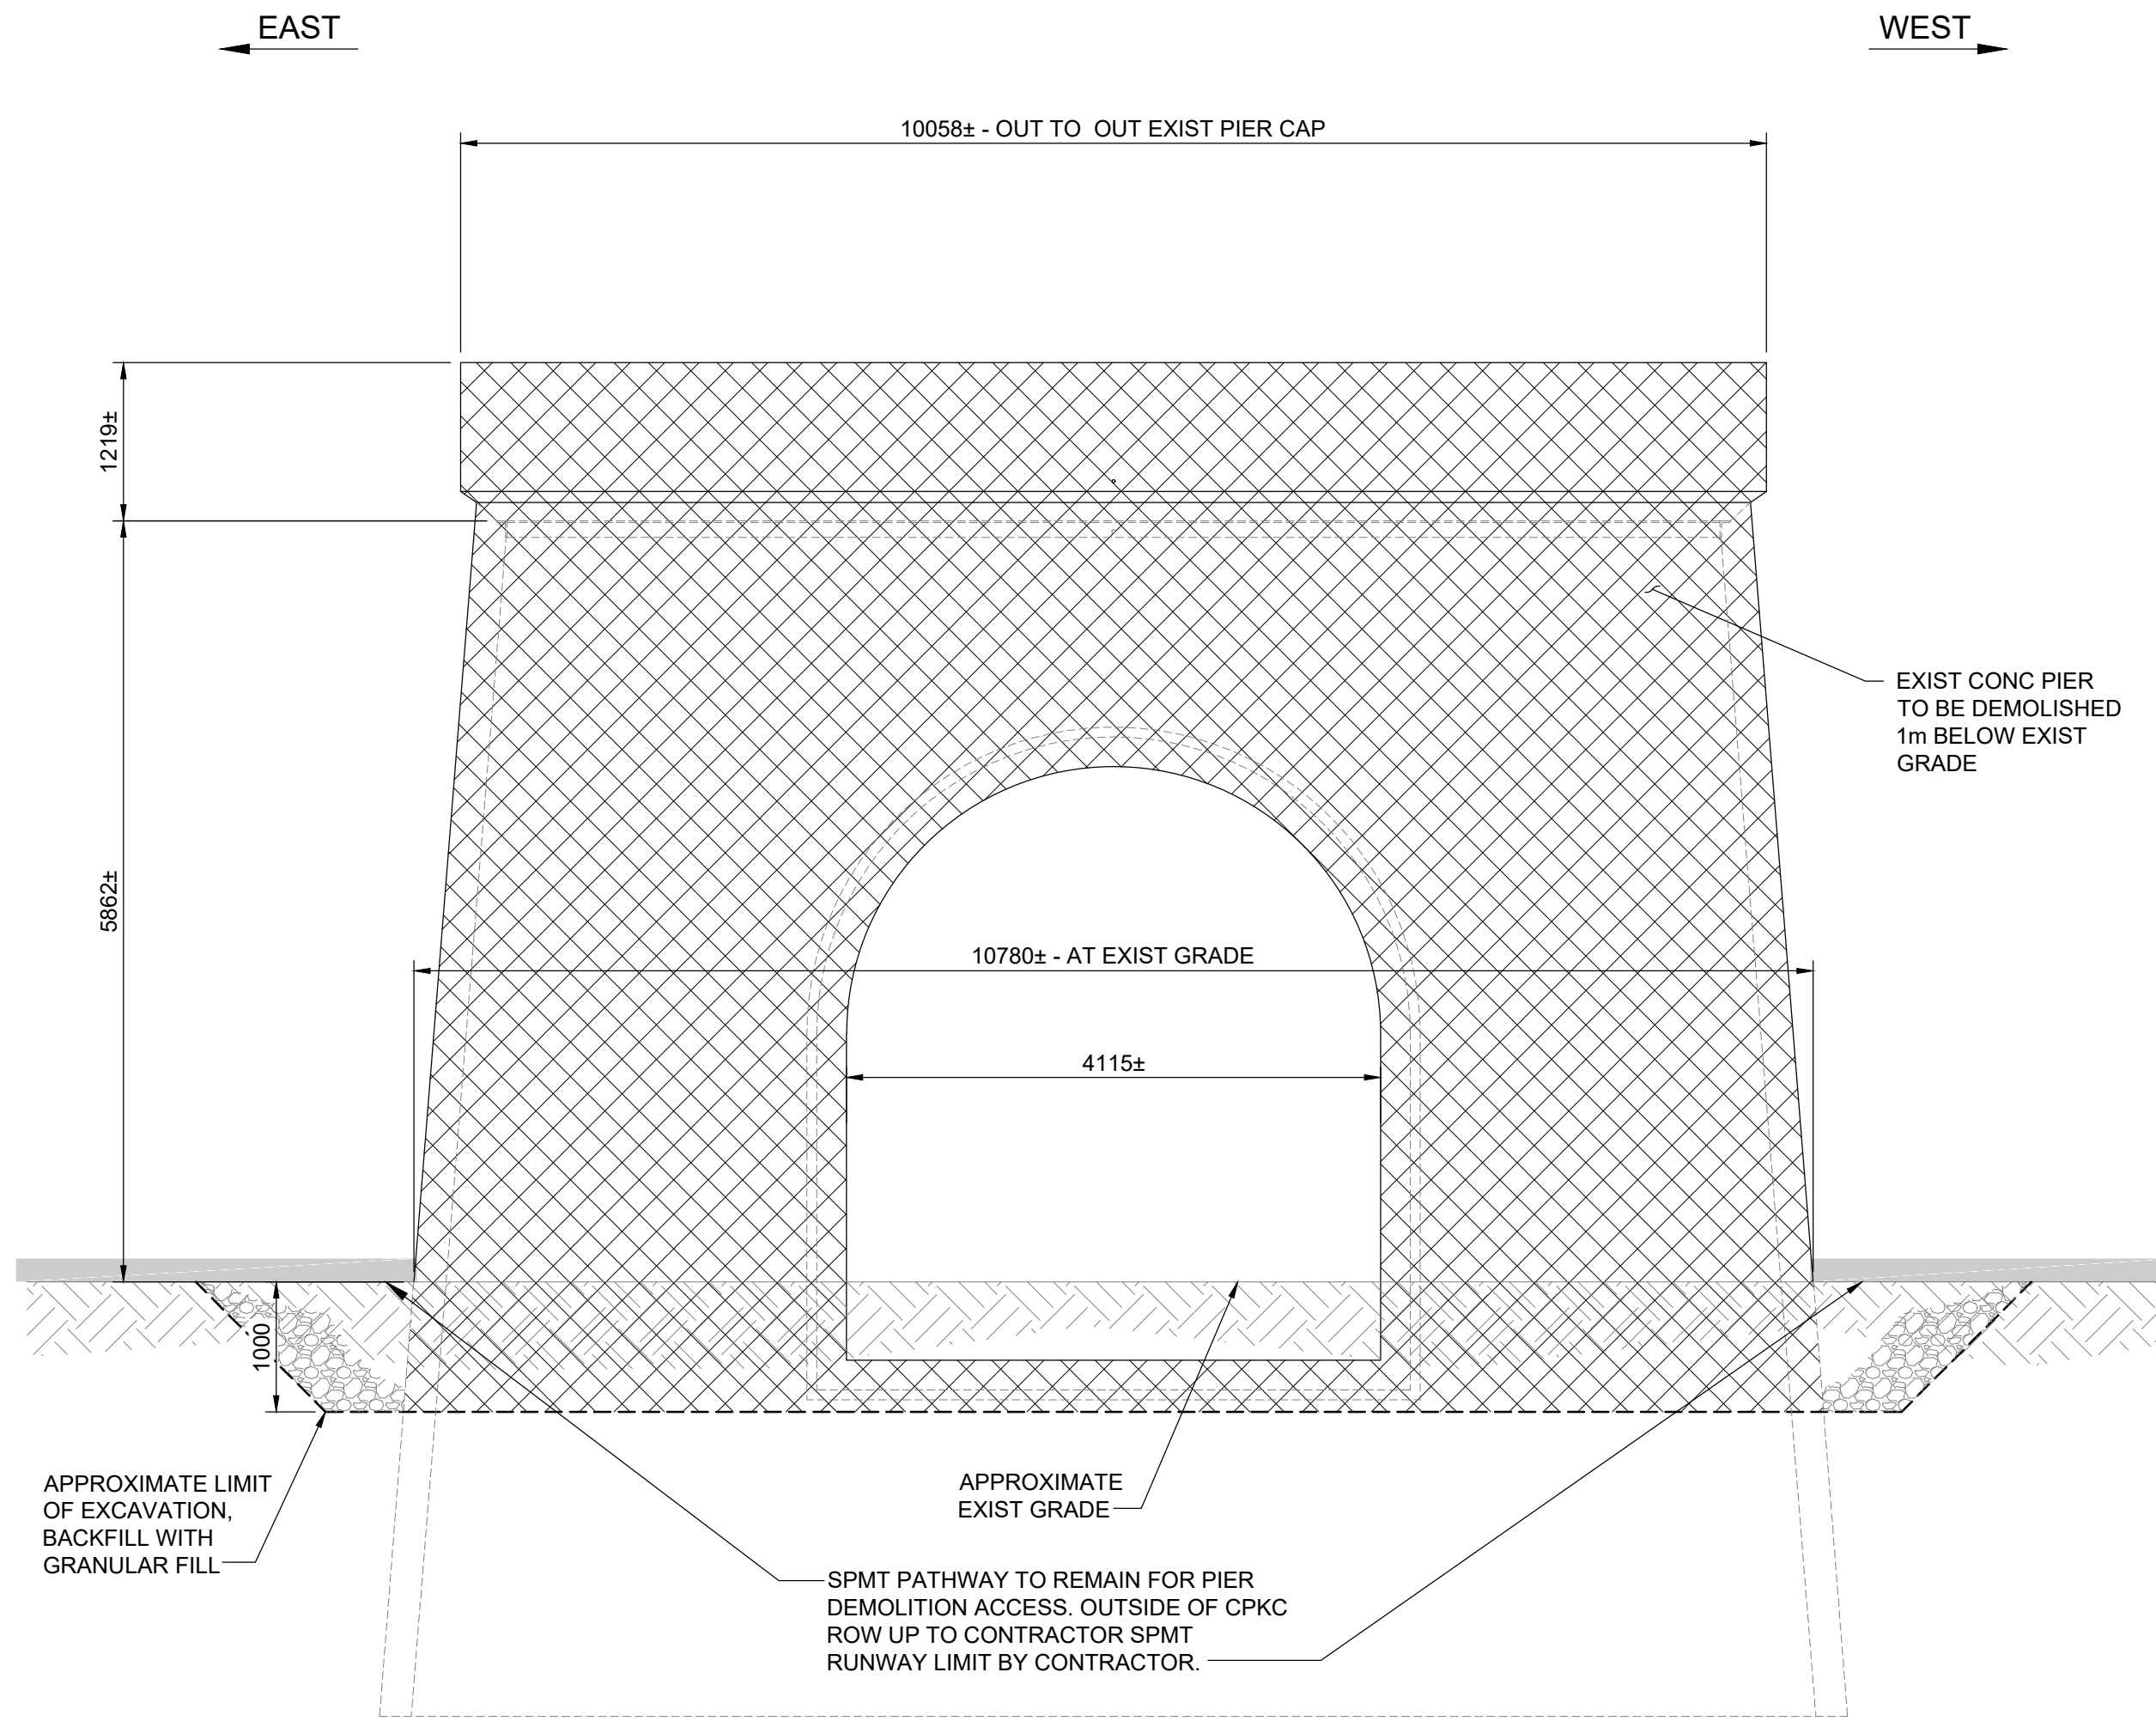 EAST
WEST
10058± - OUT TO  OUT EXIST PIER CAP
1219±
EXIST CONC PIER
TO BE DEMOLISHED
1m BELOW EXIST
GRADE
5862±
10780± - AT EXIST GRADE
4115±
1000
APPROXIMATE LIMIT
OF EXCAVATION,
BACKFILL WITH
GRANULAR FILL
APPROXIMATE
EXIST GRADE
SPMT PATHWAY TO REMAIN FOR PIER
DEMOLITION ACCESS. OUTSIDE OF CPKC
ROW UP TO CONTRACTOR SPMT
RUNWAY LIMIT BY CONTRACTOR.